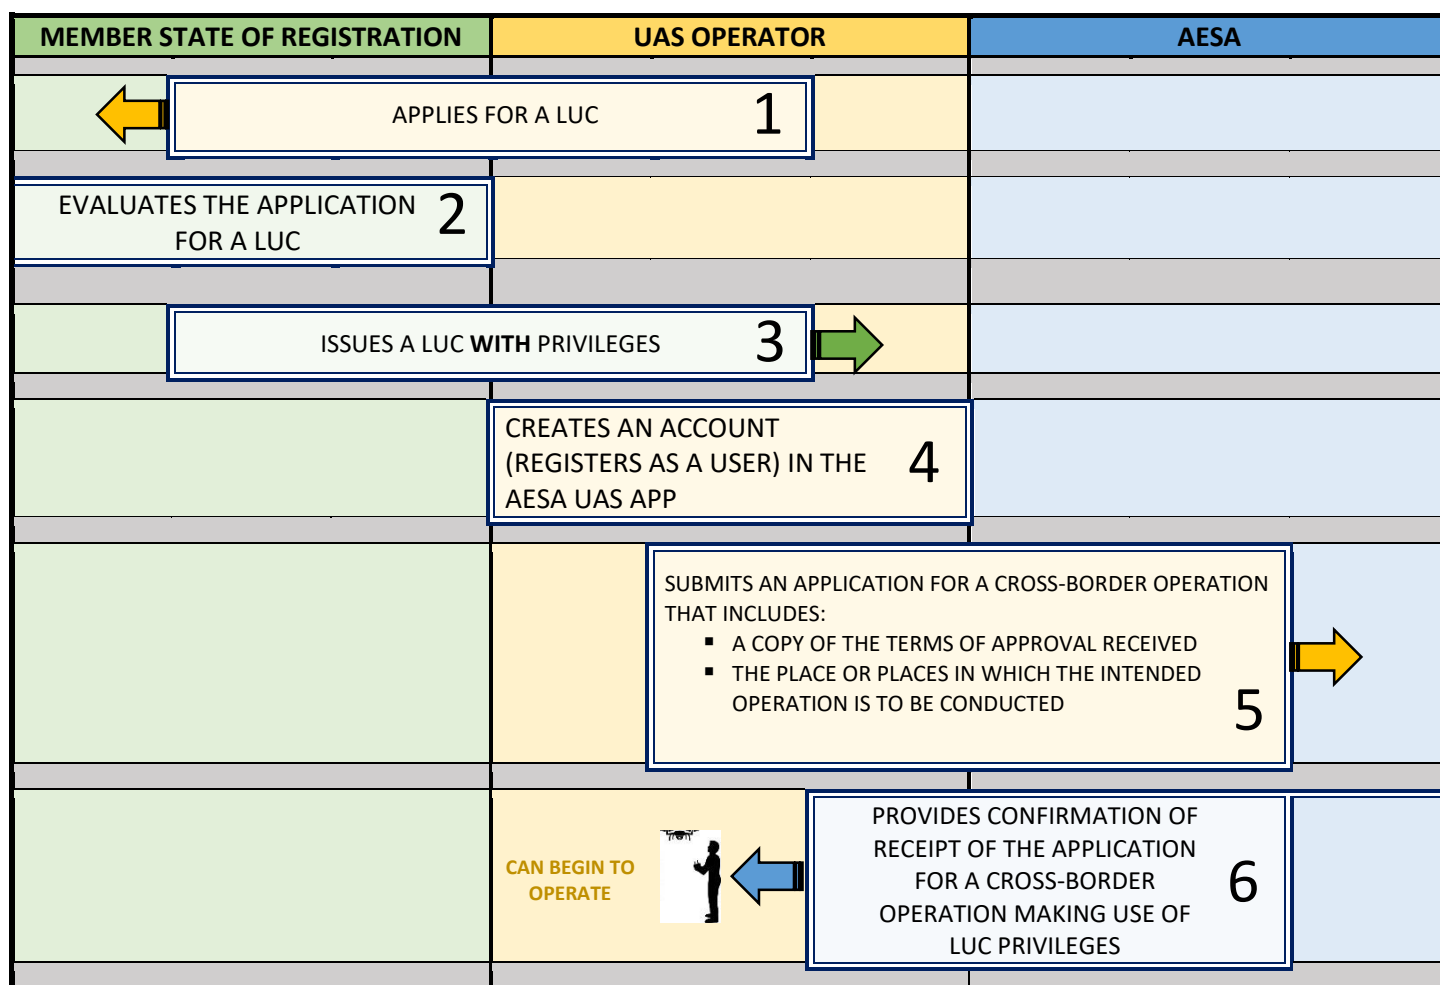 MEMBER STATE OF REGISTRATION
UAS OPERATOR
AESA
APPLIES FOR A LUC
1
EVALUATES THE APPLICATION
FOR A LUC
2
ISSUES A LUC WITH PRIVILEGES
3
CREATES AN ACCOUNT
(REGISTERS AS A USER) IN THE
AESA UAS APP
4
SUBMITS AN APPLICATION FOR A CROSS-BORDER OPERATION
THAT INCLUDES:
▪ A COPY OF THE TERMS OF APPROVAL RECEIVED
▪ THE PLACE OR PLACES IN WHICH THE INTENDED
OPERATION IS TO BE CONDUCTED
5
CAN BEGIN TO
OPERATE
PROVIDES CONFIRMATION OF
RECEIPT OF THE APPLICATION
FOR A CROSS-BORDER
OPERATION MAKING USE OF
LUC PRIVILEGES
6